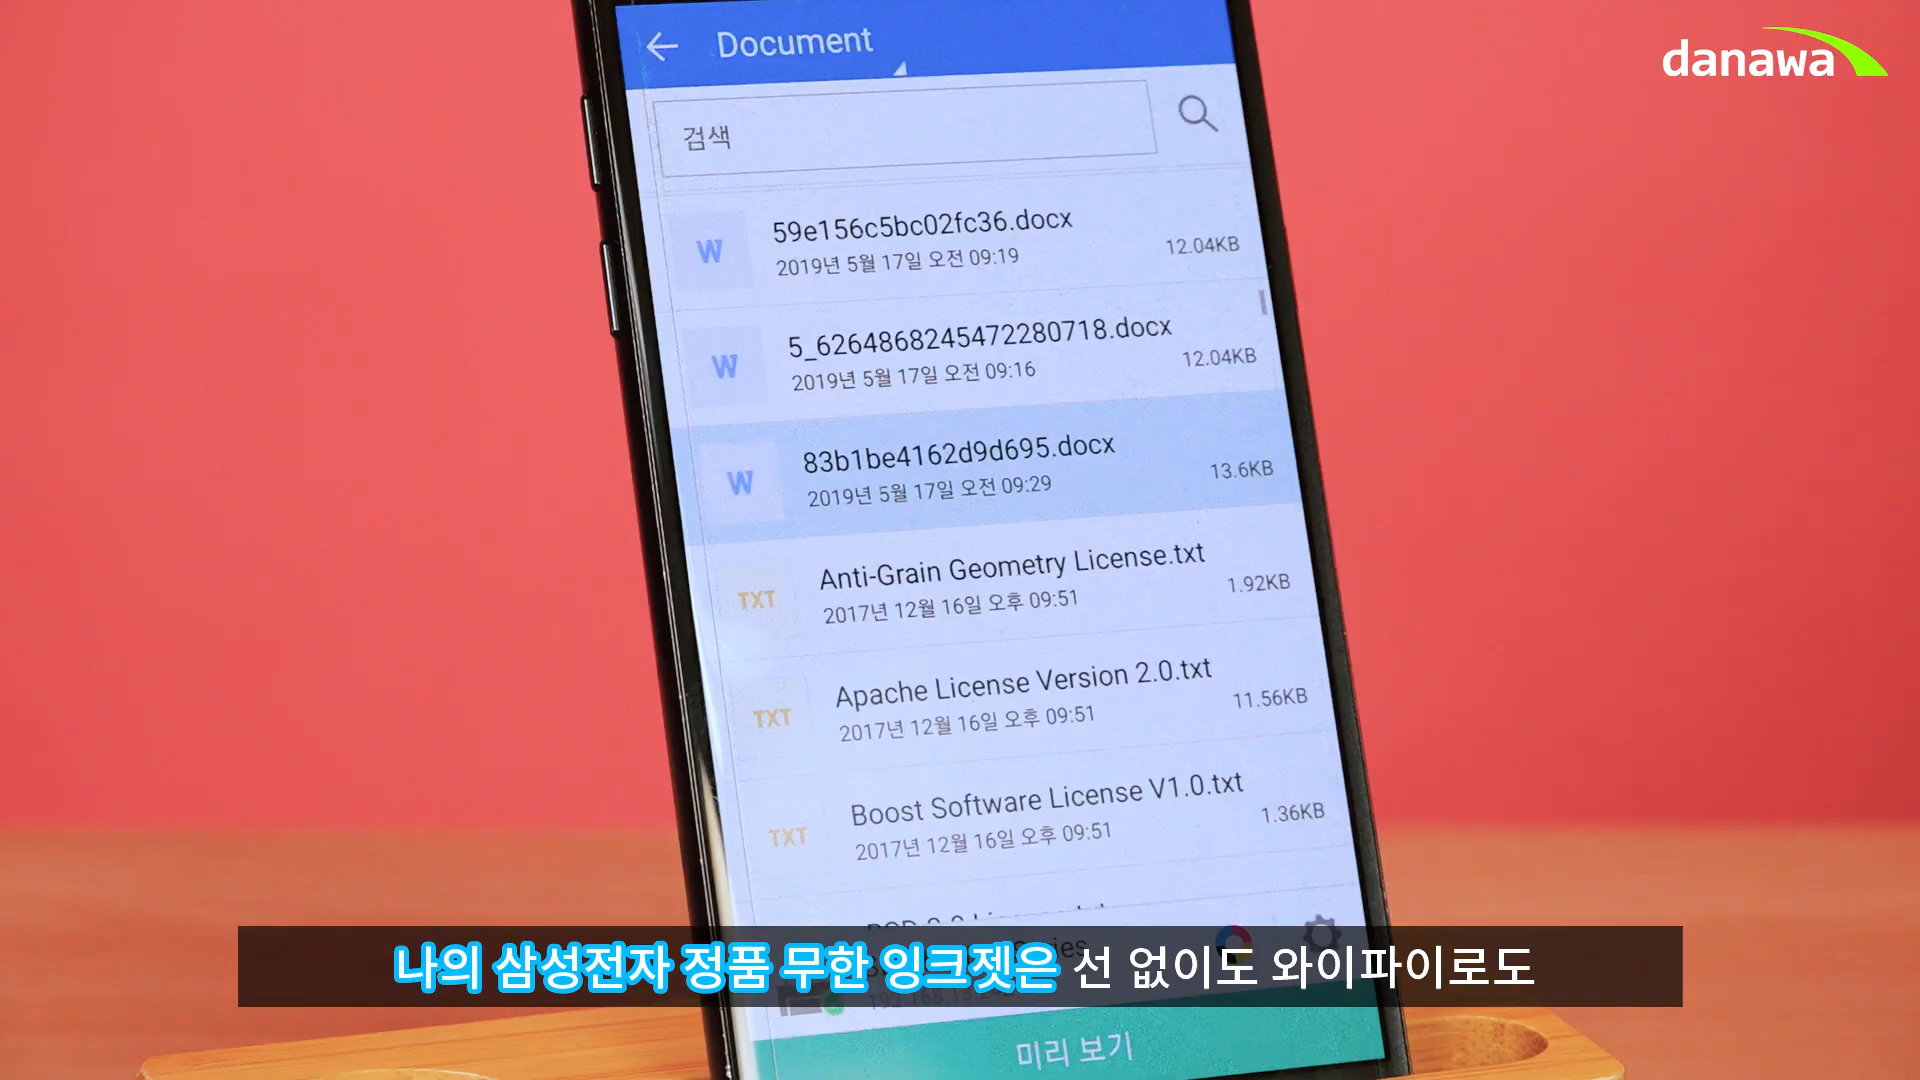 danawa
Document
검색
W
59e156c5bc02fc36.docx
2019년 5월 17일 오전 09:19
12.04KB
W
5_6264868245472280718.docx
2019년 5월 17일 오전 09:16
12.04KB
W
83b1be4162d9d695.docx
2019년 5월 17일 오전 09:29
13.6KB
TXT
Anti-Grain Geometry License.txt
2017년 12월 16일 오후 09:51
1.92KB
TXT
Apache License Version 2.0.txt
2017년 12월 16일 오후 09:51
11.56KB
TXT
Boost Software License V1.0.txt
2017년 12월 16일 오후 09:51
1.36KB
나의 삼성전자 정품 무한 잉크젯은 선 없이도 와이파이로도
미리 보기